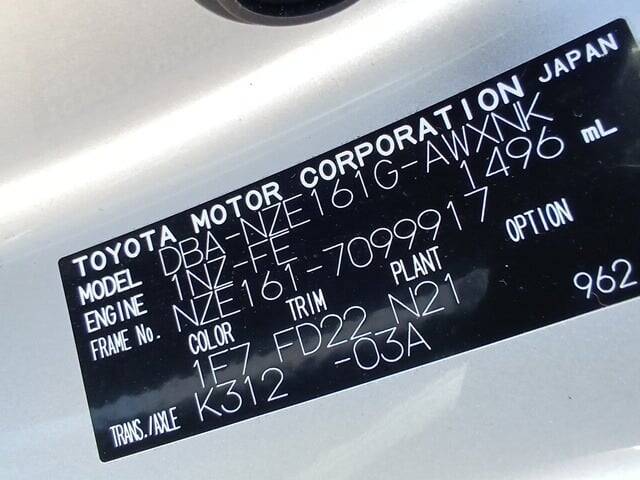 TOYOTA MOTOR CORPORATION JAPAN
MODEL DBA-NZE161G-AWXNK
ENGINE 1NZ-FE 1496 mL
FRAME No. NZE161-7099917
COLOR TRIM PLANT OPTION
1F7 FD22 N21 962
TRANS./AXLE K312 -03A